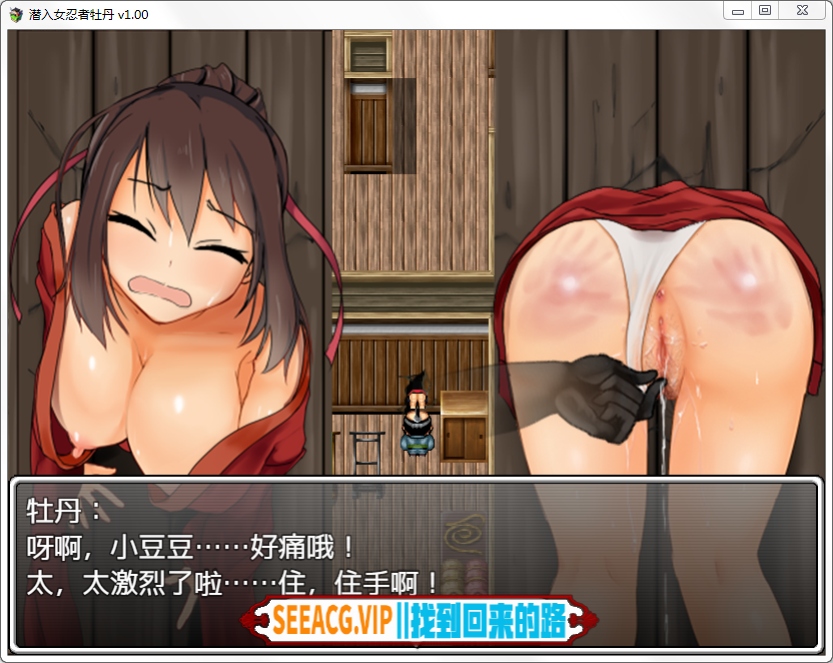 潜入女忍者牡丹 v1.00
牡丹：
呀啊，小豆豆……好痛哦！
太，太激烈了啦……住，住手啊！
SEEACG.VIP||找到回来的路